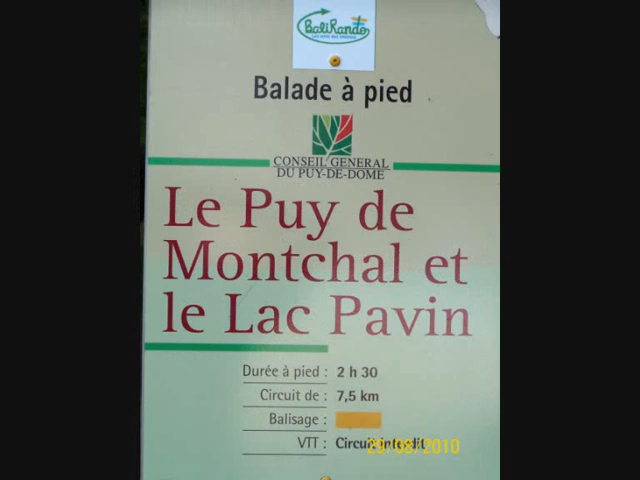 BaliRando
Balade à pied
CONSEIL GENERAL
DU PUY-DE-DOME
Le Puy de
Montchal et
le Lac Pavin
Durée à pied : 2 h 30
Circuit de : 7,5 km
Balisage :
VTT : Circuit interdit
29/08/2010